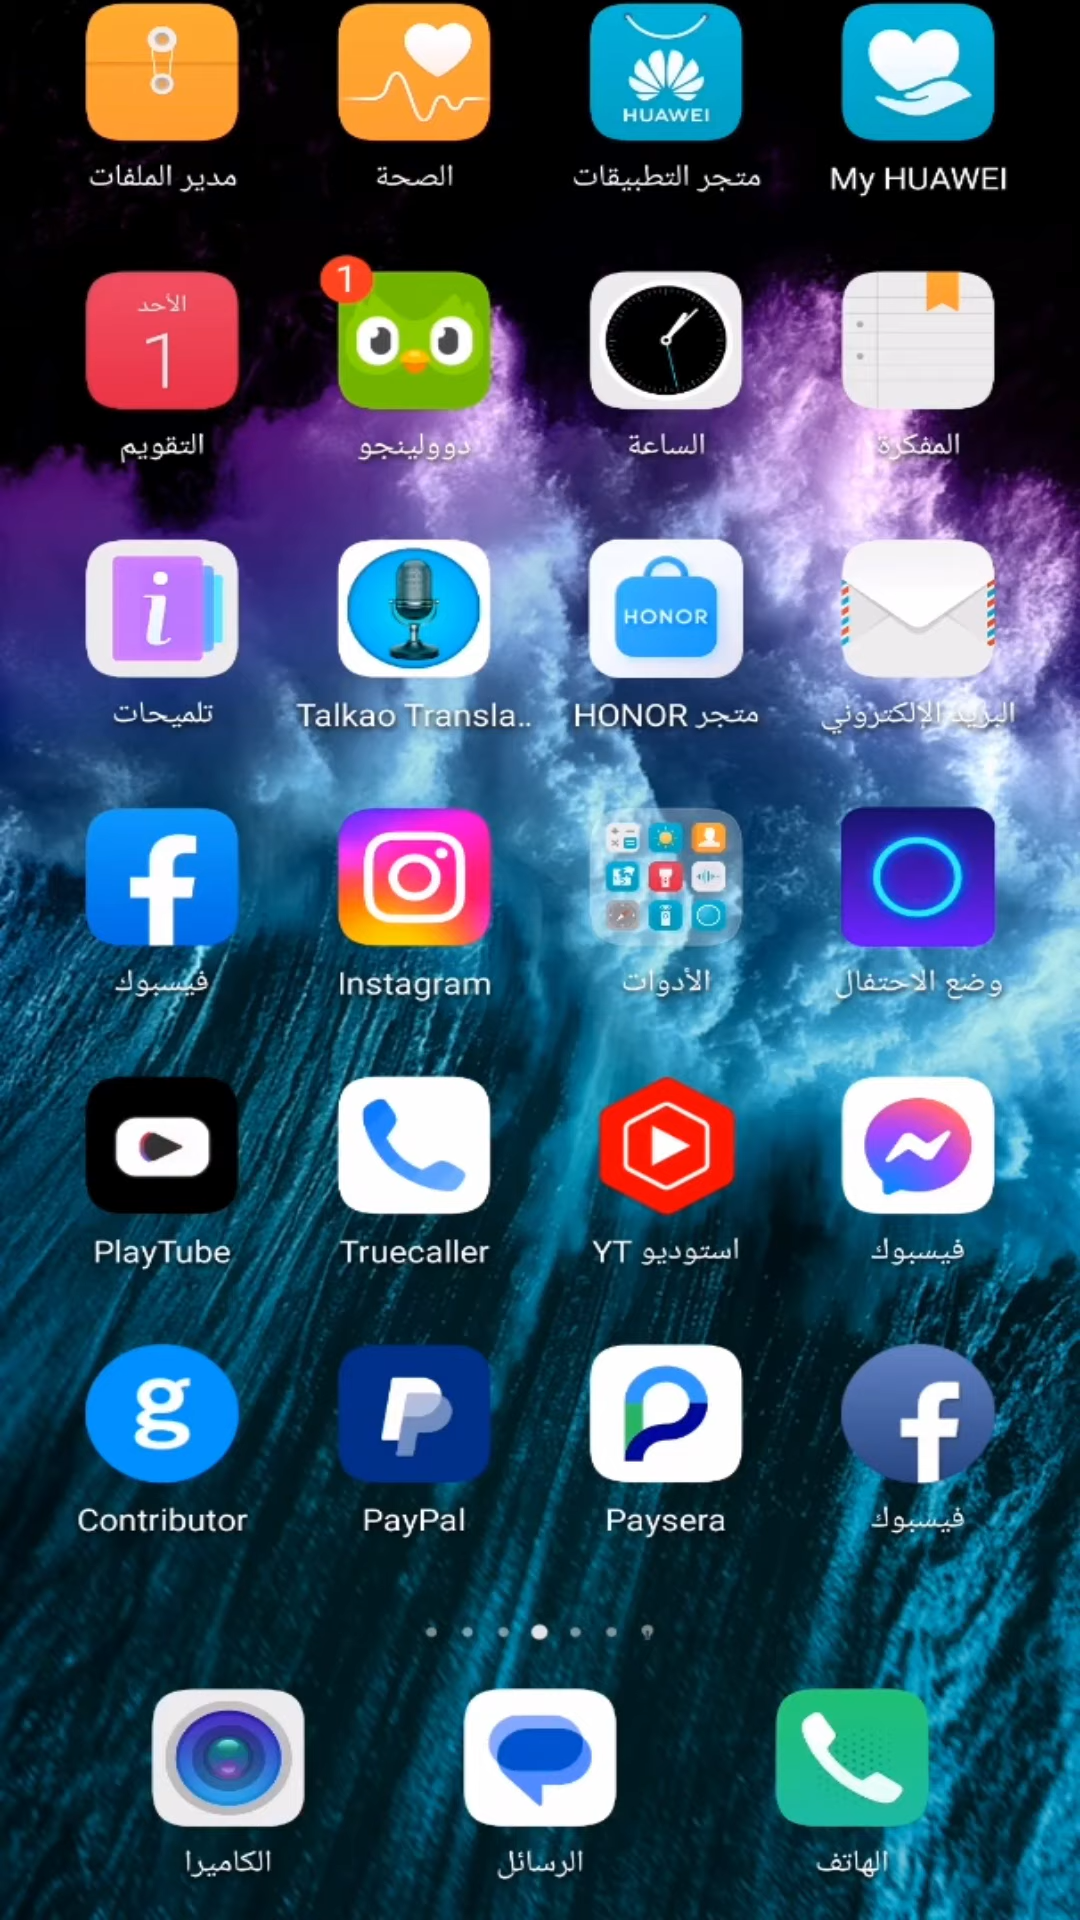 HUAWEI
My HUAWEI
متجر التطبيقات
الصحة
مدير الملفات
الأحد
1
1
المفكرة
الساعة
دوولينجو
التقويم
HONOR
البريد الإلكتروني
متجر HONOR
Talkao Transla..
تلميحات
وضع الاحتفال
الأدوات
Instagram
فيسبوك
فيسبوك
استوديو YT
Truecaller
PlayTube
فيسبوك
Paysera
PayPal
Contributor
الهاتف
الرسائل
الكاميرا